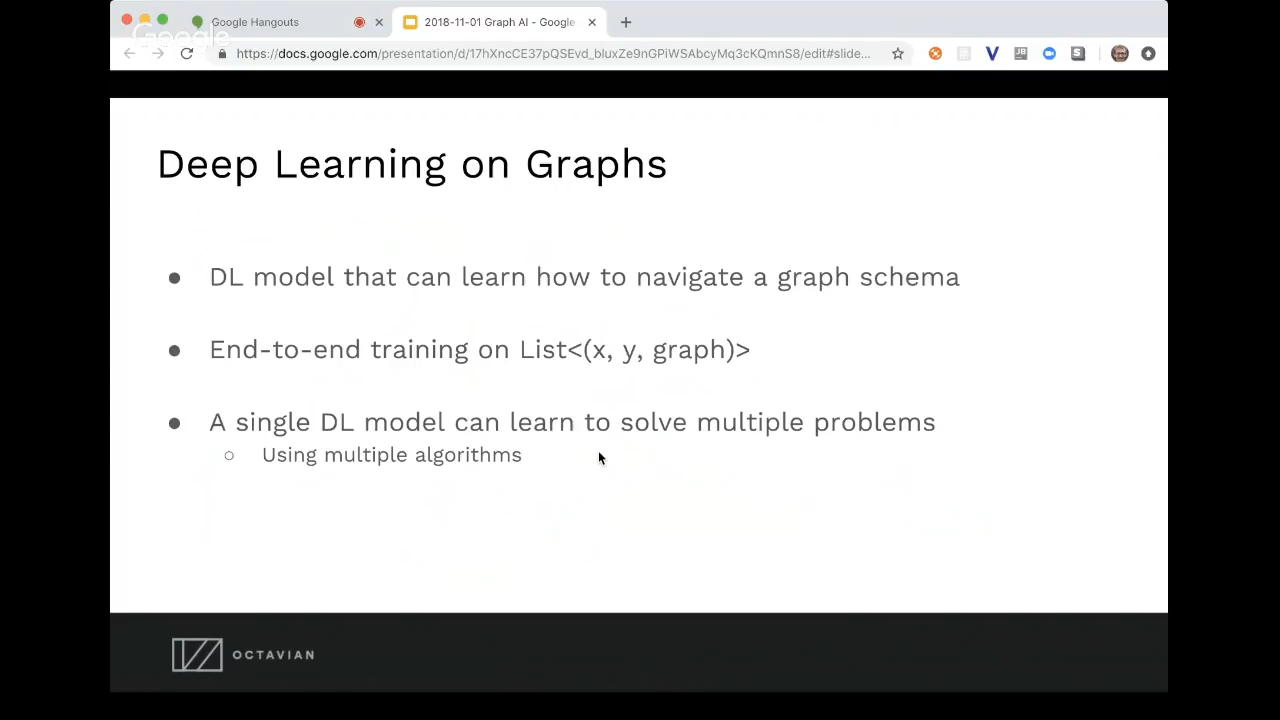 Google Hangouts
2018-11-01 Graph AI - Google
Google
https://docs.google.com/presentation/d/17hXncCE37pQSEvd_bluxZe9nGPiWSAbcyMq3cKQmnS8/edit#slide...
V
JB
S
Deep Learning on Graphs
● DL model that can learn how to navigate a graph schema
● End-to-end training on List<(x, y, graph)>
● A single DL model can learn to solve multiple problems
○ Using multiple algorithms
OCTAVIAN